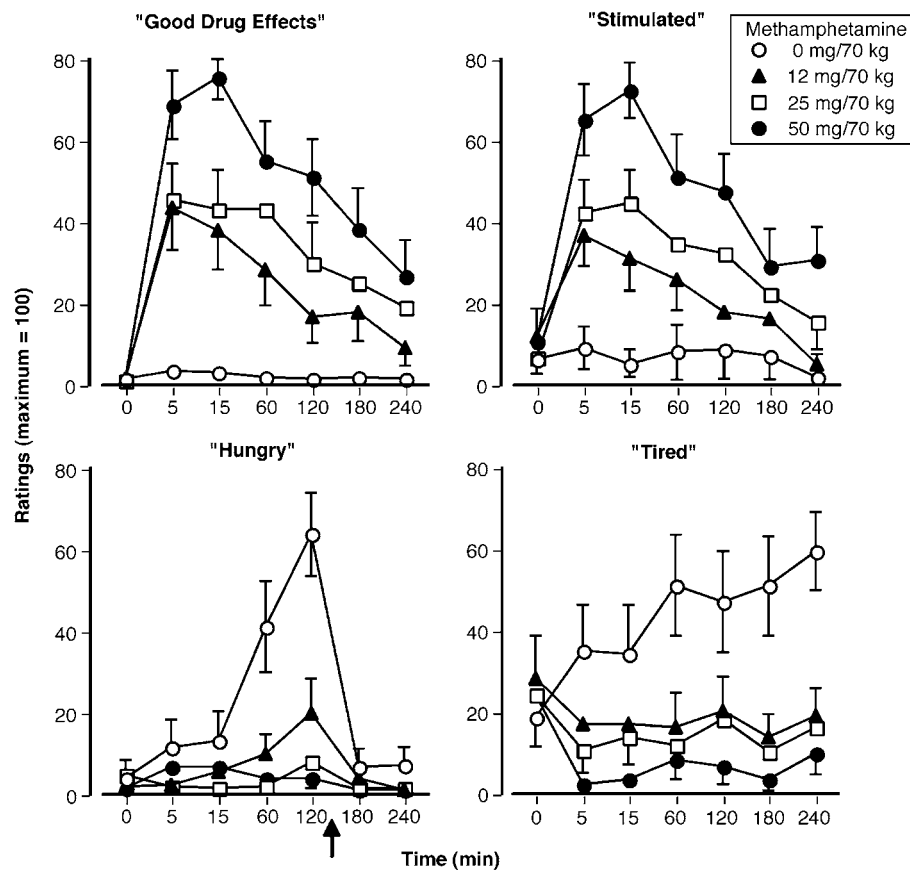 "Good Drug Effects"
80
60
40
20
0
0 5 15 60 120 180 240
"Stimulated"
80
60
40
20
0
0 5 15 60 120 180 240
Methamphetamine
0 mg/70 kg
12 mg/70 kg
25 mg/70 kg
50 mg/70 kg
Ratings (maximum = 100)
"Hungry"
80
60
40
20
0
0 5 15 60 120 180 240
"Tired"
80
60
40
20
0
0 5 15 60 120 180 240
Time (min)